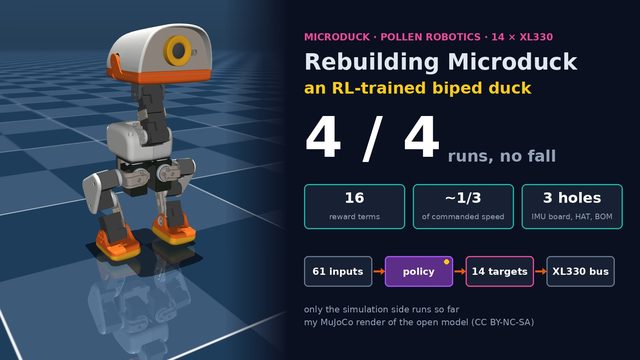 MICRODUCK · POLLEN ROBOTICS · 14 × XL330
Rebuilding Microduck
an RL-trained biped duck
4 / 4 runs, no fall
16
reward terms
~1/3
of commanded speed
3 holes
IMU board, HAT, BOM
61 inputs
policy
14 targets
XL330 bus
only the simulation side runs so far
my MuJoCo render of the open model (CC BY-NC-SA)